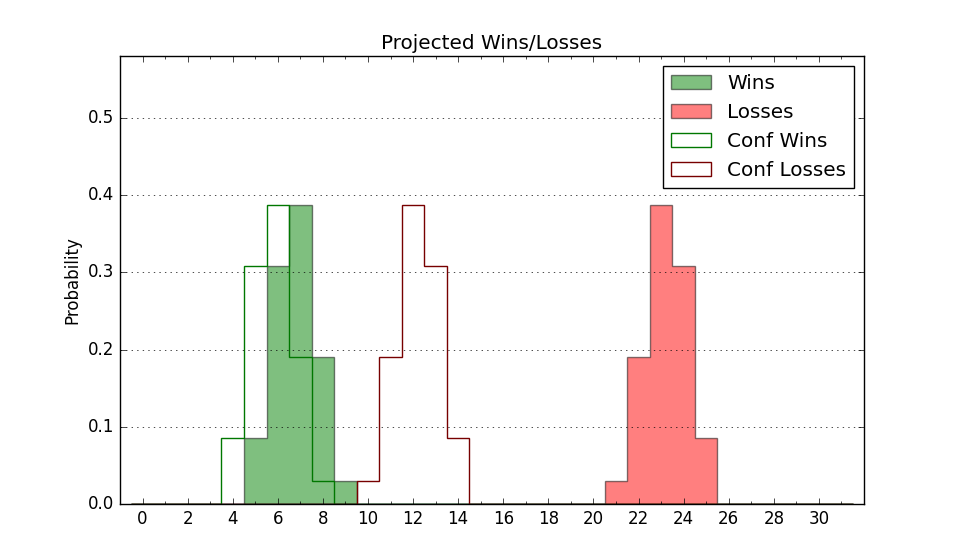 Projected Wins/Losses
Wins
Losses
Conf Wins
Conf Losses
Probability
0.5
0.4
0.3
0.2
0.1
0.0
0 2 4 6 8 10 12 14 16 18 20 22 24 26 28 30